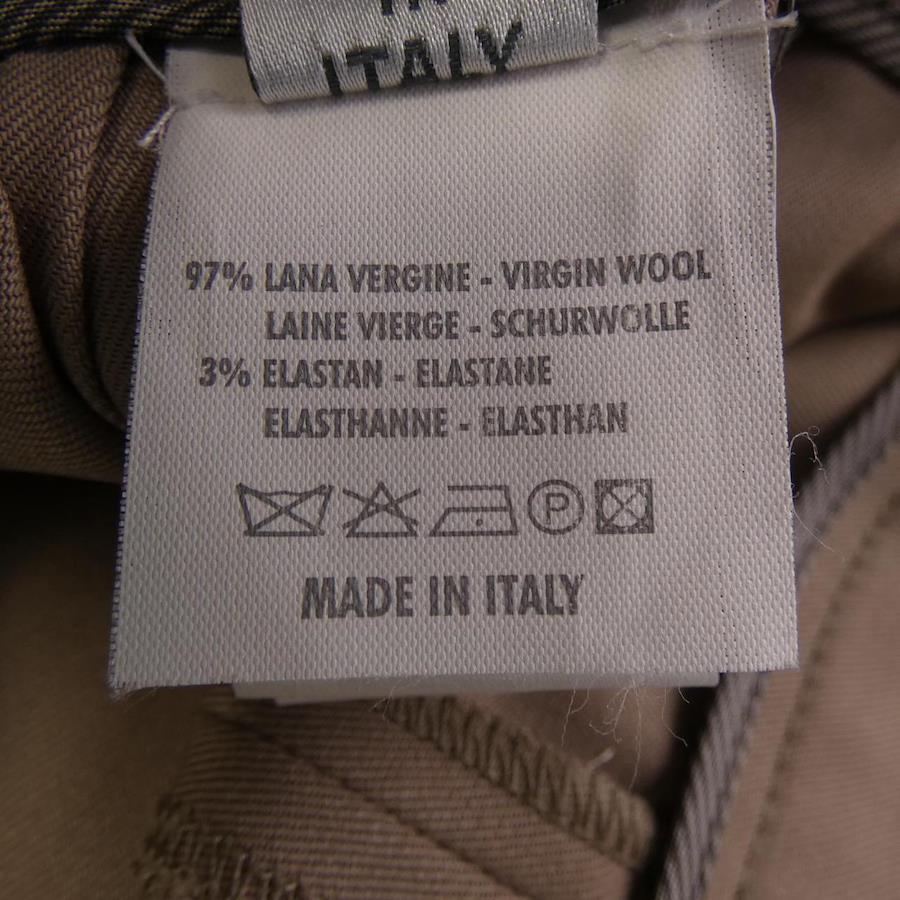 ITALY
97% LANA VERGINE - VIRGIN WOOL
LAINE VIERGE - SCHURWOLLE
3% ELASTAN - ELASTANE
ELASTHANNE - ELASTHAN
P
MADE IN ITALY